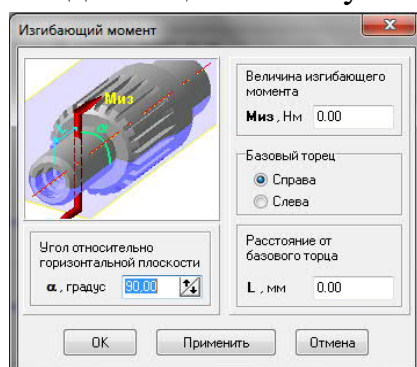 Изгибающий момент
Миз
α
Величина изгибающего
момента
Миз , Нм 0.00
Базовый торец
Справа
Слева
Угол относительно
горизонтальной плоскости
α , градус 90,00
Расстояние от
базового торца
L , мм 0.00
ОК
Применить
Отмена